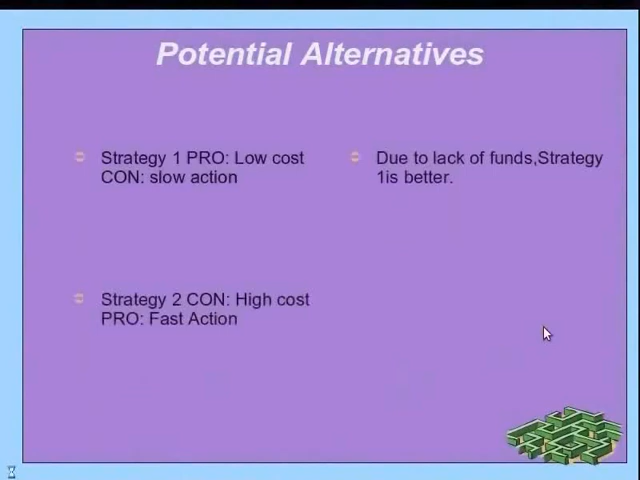 Potential Alternatives
Strategy 1 PRO: Low cost
CON: slow action
Due to lack of funds,Strategy
1is better.
Strategy 2 CON: High cost
PRO: Fast Action